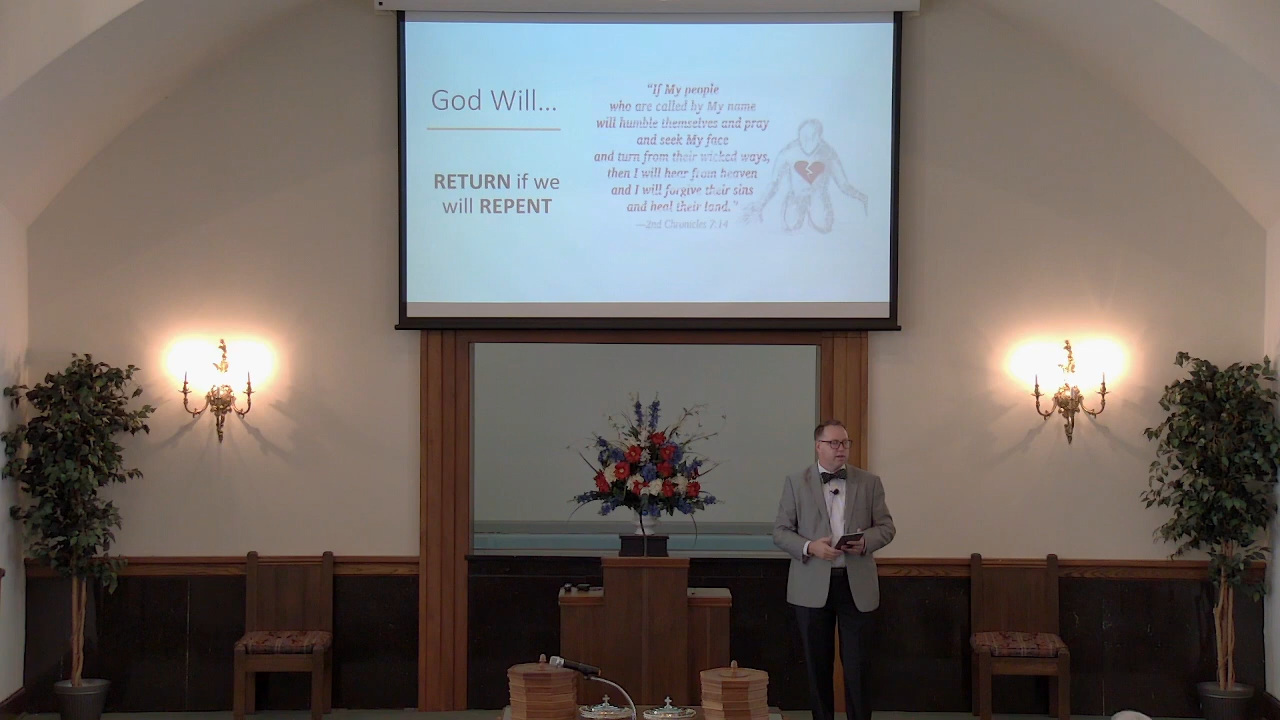 God Will...
RETURN if we
will REPENT
"If My people
who are called by My name
will humble themselves and pray
and seek My face
and turn from their wicked ways,
then I will hear from heaven
and I will forgive their sins
and heal their land."
—2nd Chronicles 7:14